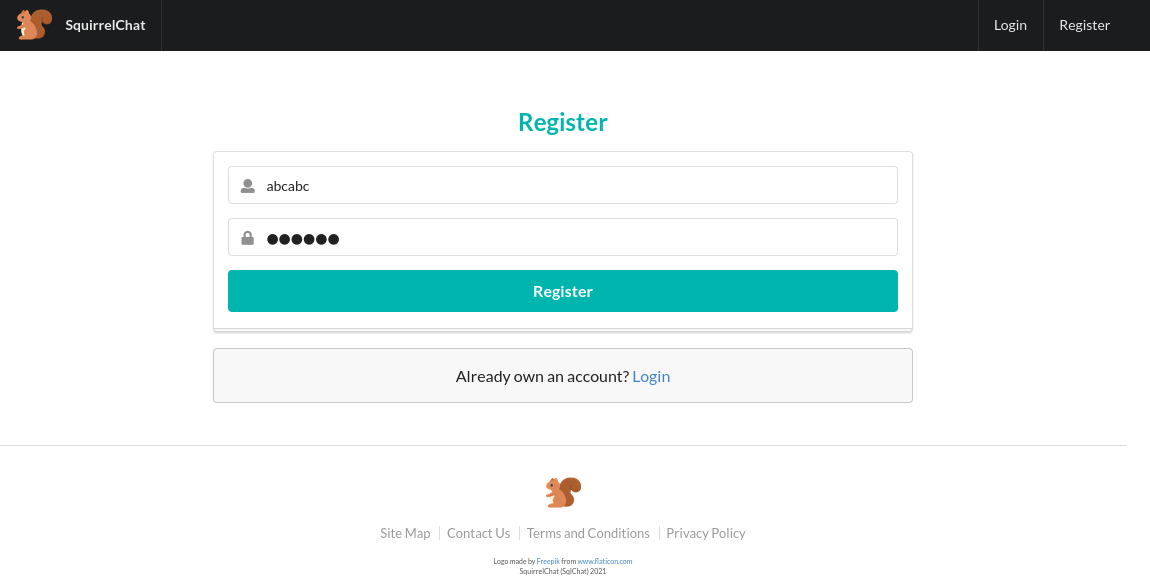 SquirrelChat Login Register
Register
abcabc
●●●●●●
Register
Already own an account? Login
Site Map Contact Us Terms and Conditions Privacy Policy
Logo made by Freepik from www.flaticon.com
SquirrelChat (SqlChat) 2021